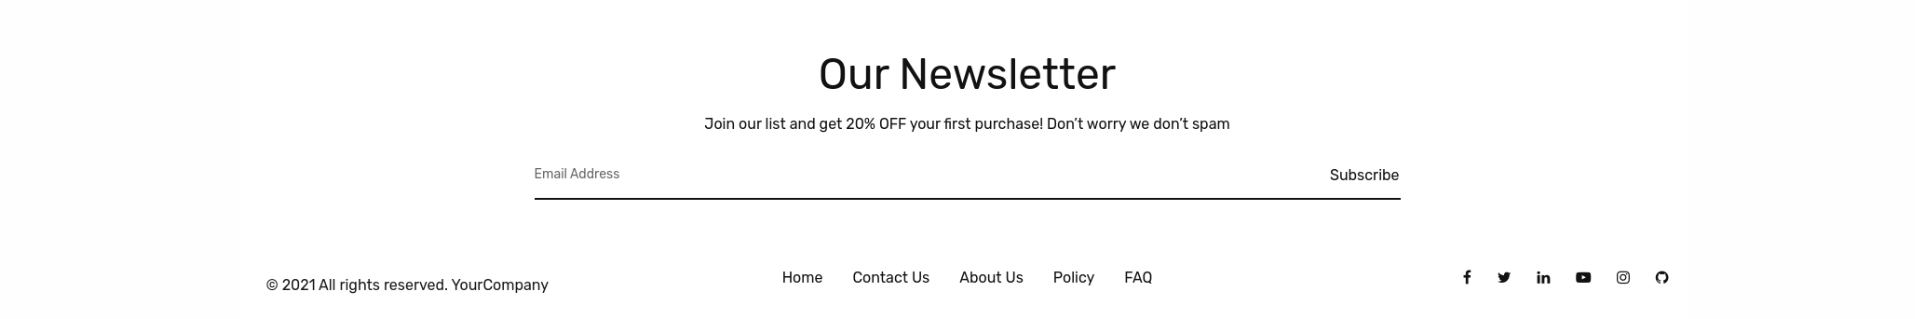 Our Newsletter
Join our list and get 20% OFF your first purchase! Don’t worry we don’t spam
Email Address Subscribe
© 2021 All rights reserved. YourCompany Home Contact Us About Us Policy FAQ